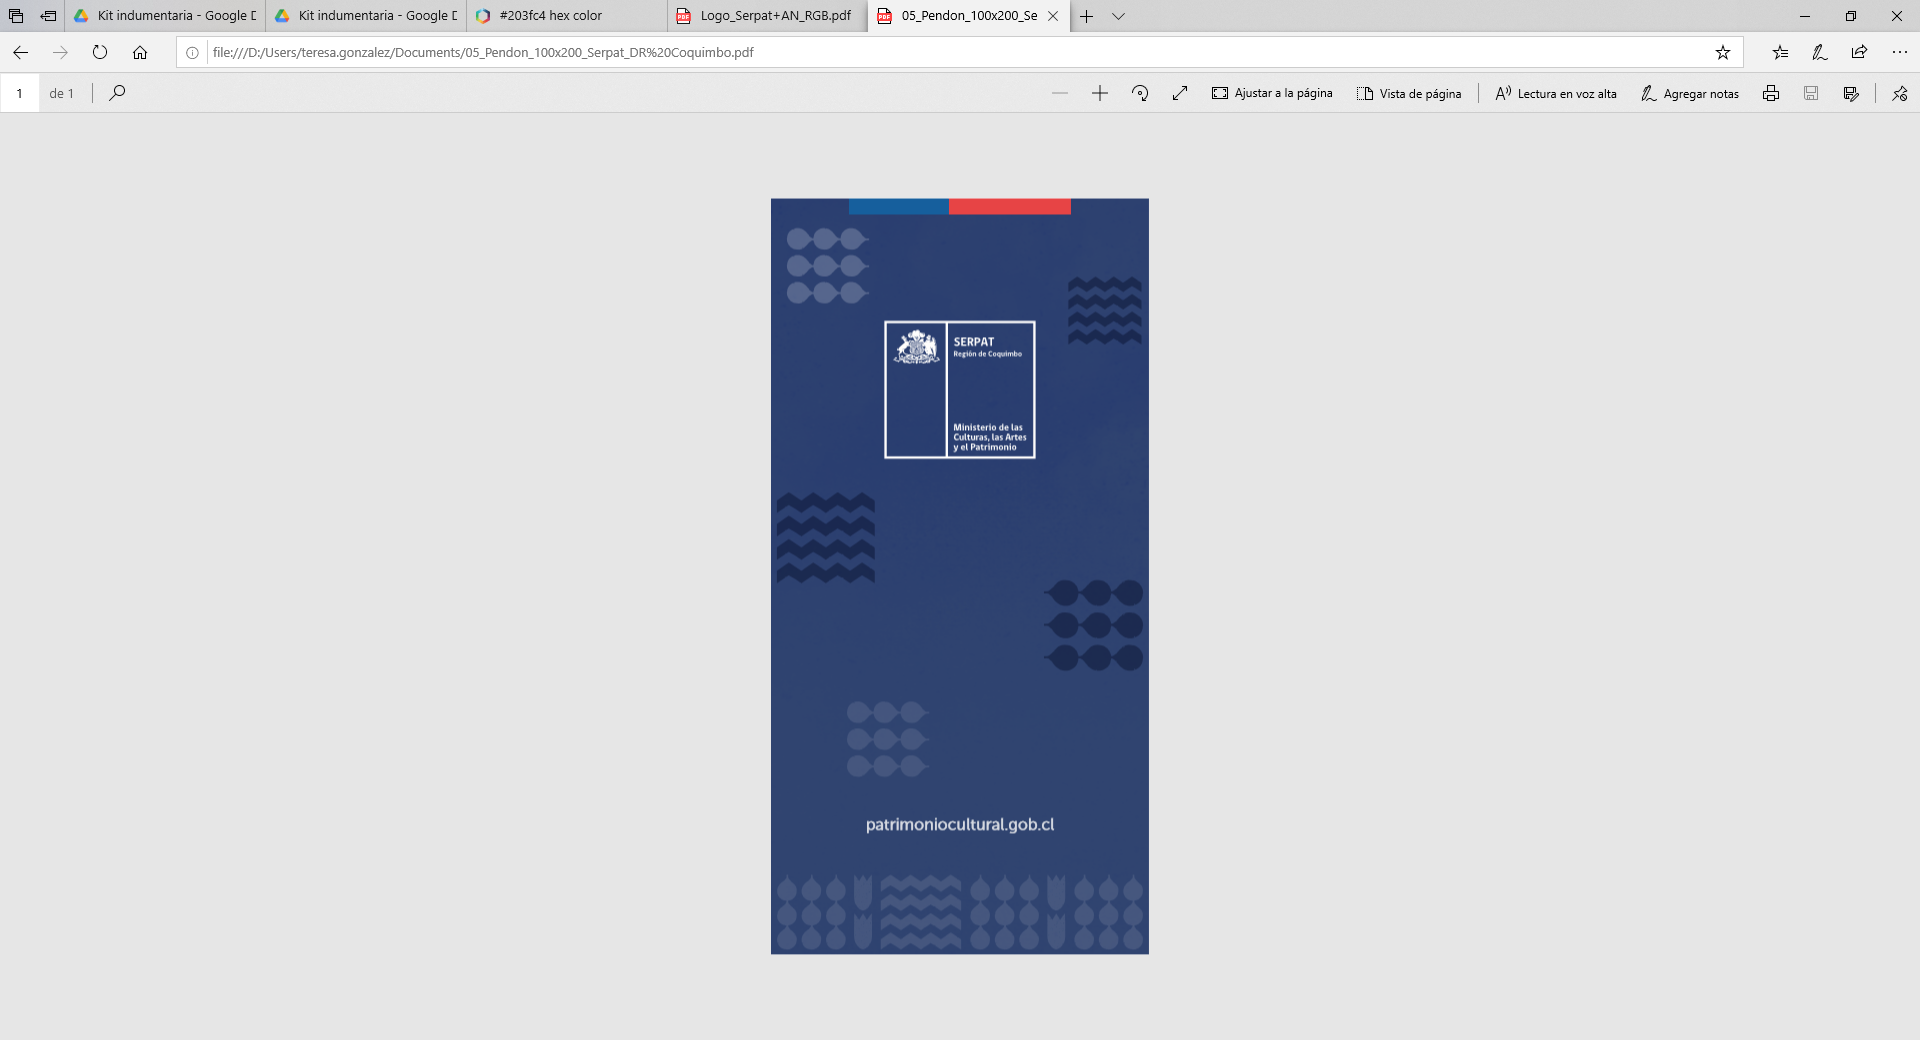 Kit indumentaria - Google D
Kit indumentaria - Google D
#203fc4 hex color
Logo_Serpat+AN_RGB.pdf
05_Pendon_100x200_Se
file:///D:/Users/teresa.gonzalez/Documents/05_Pendon_100x200_Serpat_DR%20Coquimbo.pdf
1 de 1
Ajustar a la página
Vista de página
Lectura en voz alta
Agregar notas
SERPAT
Región de Coquimbo
Ministerio de las
Culturas, las Artes
y el Patrimonio
patrimoniocultural.gob.cl